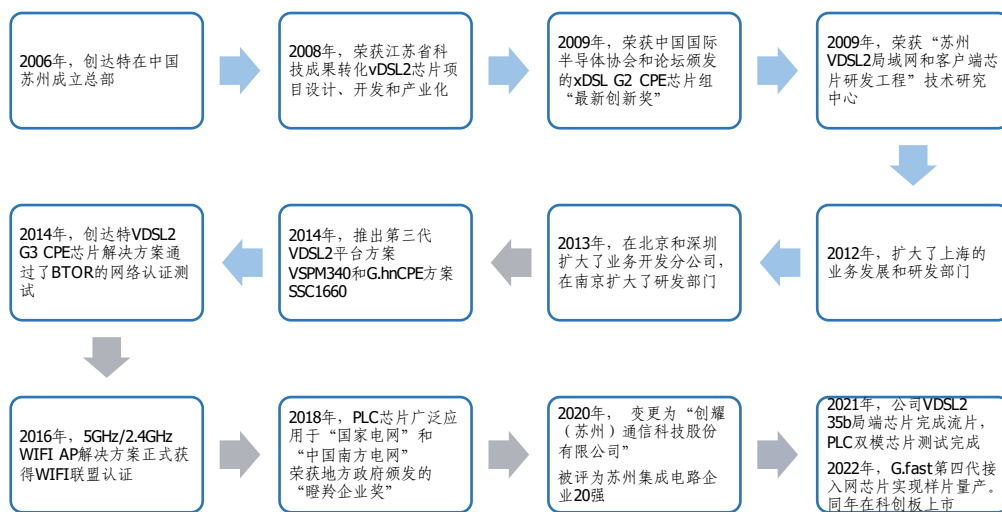 2006年，创达特在中国
苏州成立总部
2008年，荣获江苏省科
技成果转化vDSL2芯片项
目设计、开发和产业化
2009年，荣获中国国际
半导体协会和论坛颁发
的xDSL G2 CPE芯片组
“最新创新奖”
2009年，荣获“苏州
VDSL2局域网和客户端芯
片研发工程”技术研究
中心
2012年，扩大了上海的
业务发展和研发部门
2013年，在北京和深圳
扩大了业务开发分公司，
在南京扩大了研发部门
2014年，推出第三代
VDSL2平台方案
VSPM340和G.hnCPE方案
SSC1660
2014年，创达特VDSL2
G3 CPE芯片解决方案通
过了BTOR的网络认证测
试
2016年，5GHz/2.4GHz
WIFI AP解决方案正式获
得WIFI联盟认证
2018年，PLC芯片广泛应
用于“国家电网”和
“中国南方电网”
荣获地方政府颁发的
“瞪羚企业奖”
2020年， 变更为“创耀
（苏州）通信科技股份
有限公司”
被评为苏州集成电路企
业20强
2021年，公司VDSL2
35b局端芯片完成流片，
PLC双模芯片测试完成
2022年，G.fast第四代接
入网芯片实现样片量产。
同年在科创板上市